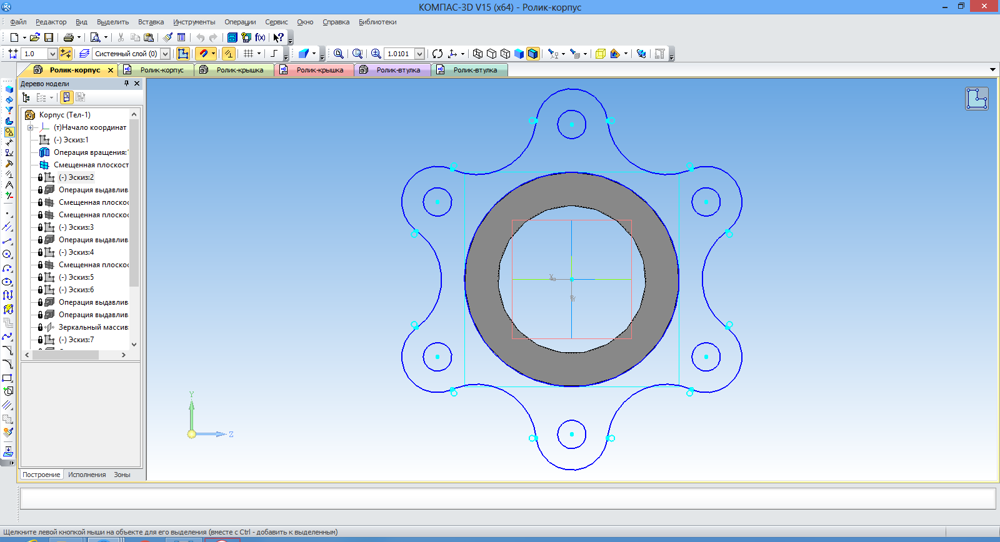 КОМПАС-3D V15 (x64) - Ролик-корпус
Файл Редактор Вид Выделить Вставка Инструменты Операции Сервис Окно Справка Библиотеки
f(x)
1.0 Системный слой (0) 1.0101
Ролик-корпус Ролик-корпус Ролик-крышка Ролик-крышка Ролик-втулка Ролик-втулка
Дерево модели
Корпус (Тел-1)
(т)Начало координат
(-) Эскиз:1
Операция вращения:
Смещенная плоскост
(-) Эскиз:2
Операция выдавлив
Смещенная плоскос
Смещенная плоскос
(-) Эскиз:3
Операция выдавлив
(-) Эскиз:4
Смещенная плоскос
(-) Эскиз:5
(-) Эскиз:6
Операция выдавлив
Операция выдавлив
Зеркальный массив:
(-) Эскиз:7
X
Y
Y
Z
Построение Исполнения Зоны
Щелкните левой кнопкой мыши на объекте для его выделения (вместе с Ctrl - добавить к выделенным)